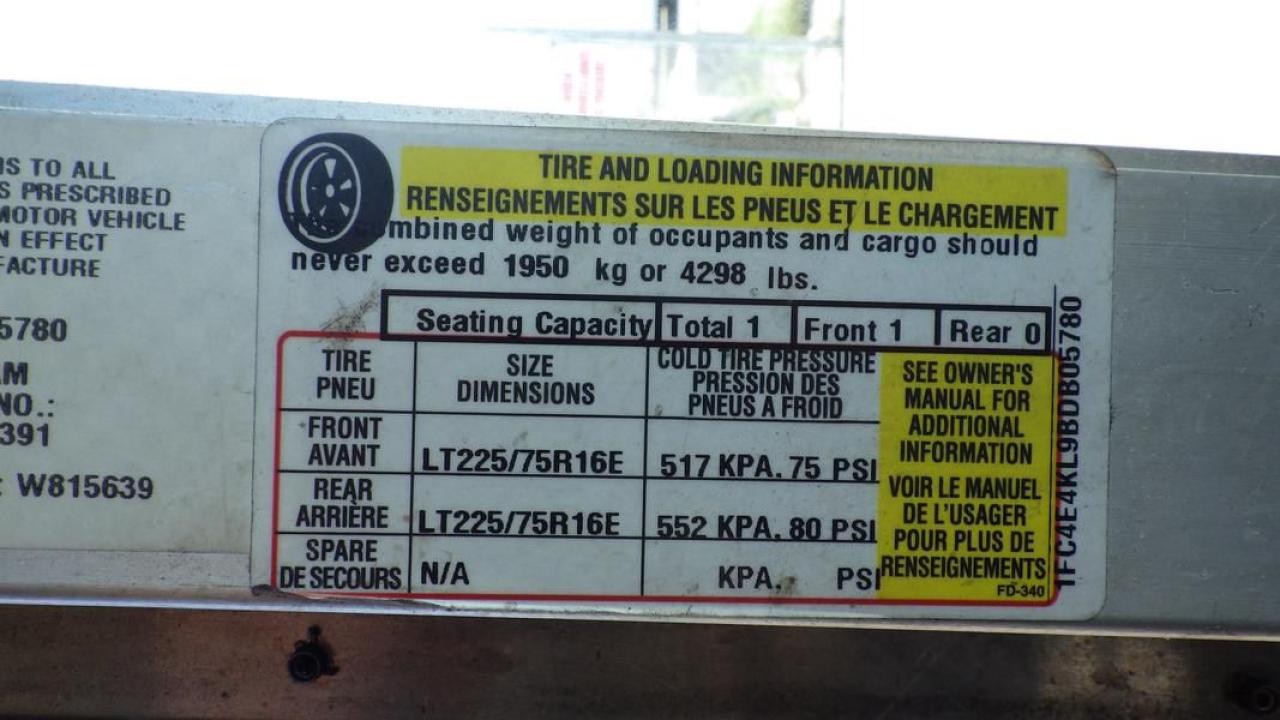 IS TO ALL
S PRESCRIBED
MOTOR VEHICLE
N EFFECT
FACTURE
5780
AM
NO.:
391
: W815639
TIRE AND LOADING INFORMATION
RENSEIGNEMENTS SUR LES PNEUS ET LE CHARGEMENT
The combined weight of occupants and cargo should
never exceed 1950 kg or 4298 lbs.
Seating Capacity Total 1 Front 1 Rear 0
TIRE
PNEU
SIZE
DIMENSIONS
COLD TIRE PRESSURE
PRESSION DES
PNEUS A FROID
FRONT
AVANT
LT225/75R16E
517 KPA. 75 PSI
REAR
ARRIÈRE
LT225/75R16E
552 KPA. 80 PSI
SPARE
DE SECOURS
N/A
KPA. PSI
SEE OWNER'S
MANUAL FOR
ADDITIONAL
INFORMATION
VOIR LE MANUEL
DE L'USAGER
POUR PLUS DE
RENSEIGNEMENTS
FD-340
1FC4E4KL9BDB05780